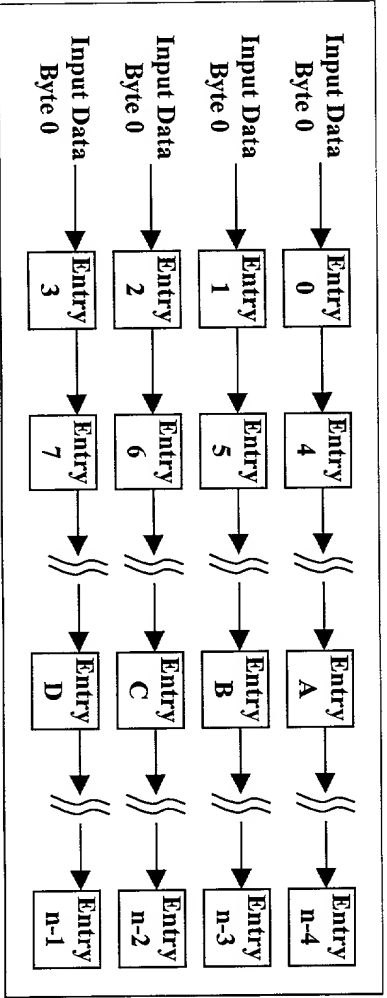 Input Data
Byte 0
Entry
0
Entry
4
Entry
A
Entry
n-4
Input Data
Byte 0
Entry
1
Entry
5
Entry
B
Entry
n-3
Input Data
Byte 0
Entry
2
Entry
6
Entry
C
Entry
n-2
Input Data
Byte 0
Entry
3
Entry
7
Entry
D
Entry
n-1